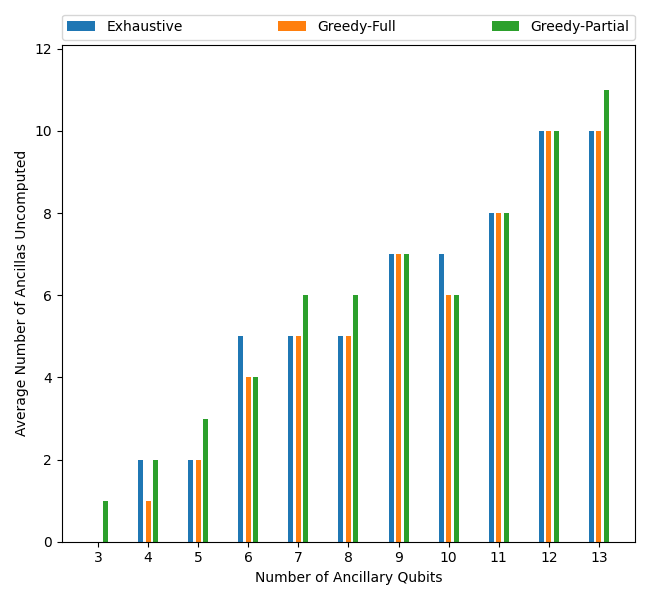 Exhaustive Greedy-Full Greedy-Partial
12
10
8
6
4
2
0
Average Number of Ancillas Uncomputed
3 4 5 6 7 8 9 10 11 12 13
Number of Ancillary Qubits